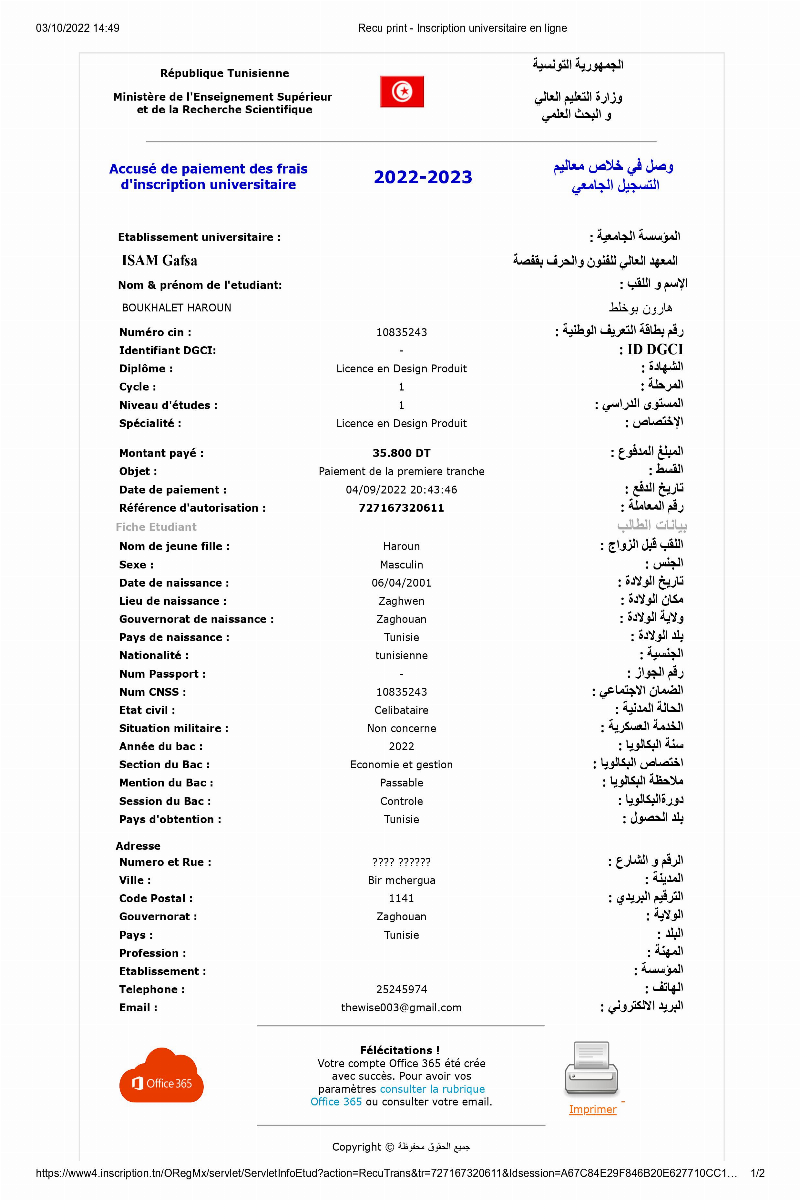 03/10/2022 14:49 Recu print - Inscription universitaire en ligne
République Tunisienne الجمهورية التونسية
Ministère de l'Enseignement Supérieur وزارة التعليم العالي
et de la Recherche Scientifique و البحث العلمي
Accusé de paiement des frais 2022-2023 وصل في خلاص معاليم
d'inscription universitaire التسجيل الجامعي
Etablissement universitaire : المؤسسة الجامعية :
ISAM Gafsa المعهد العالي للفنون والحرف بقفصة
Nom & prénom de l'etudiant: الإسم و اللقب :
BOUKHALET HAROUN هارون بوخلط
Numéro cin : 10835243 رقم بطاقة التعريف الوطنية :
Identifiant DGCI: - ID DGCI :
Diplôme : Licence en Design Produit الشهادة :
Cycle : 1 المرحلة :
Niveau d'études : 1 المستوى الدراسي :
Spécialité : Licence en Design Produit الإختصاص :
Montant payé : 35.800 DT المبلغ المدفوع :
Objet : Paiement de la premiere tranche القسط :
Date de paiement : 04/09/2022 20:43:46 تاريخ الدفع :
Référence d'autorisation : 727167320611 رقم المعاملة :
Fiche Etudiant بيانات الطالب
Nom de jeune fille : Haroun اللقب قبل الزواج :
Sexe : Masculin الجنس :
Date de naissance : 06/04/2001 تاريخ الولادة :
Lieu de naissance : Zaghwen مكان الولادة :
Gouvernorat de naissance : Zaghouan ولاية الولادة :
Pays de naissance : Tunisie بلد الولادة :
Nationalité : tunisienne الجنسية :
Num Passport : - رقم الجواز :
Num CNSS : 10835243 الضمان الاجتماعي :
Etat civil : Celibataire الحالة المدنية :
Situation militaire : Non concerne الخدمة العسكرية :
Année du bac : 2022 سنة البكالويا :
Section du Bac : Economie et gestion اختصاص البكالويا :
Mention du Bac : Passable ملاحظة البكالويا :
Session du Bac : Controle دورةالبكالويا :
Pays d'obtention : Tunisie بلد الحصول :
Adresse
Numero et Rue : ???? ?????? الرقم و الشارع :
Ville : Bir mchergua المدينة :
Code Postal : 1141 الترقيم البريدي :
Gouvernorat : Zaghouan الولاية :
Pays : Tunisie البلد :
Profession : المهنة :
Etablissement : المؤسسة :
Telephone : 25245974 الهاتف :
Email : thewise003@gmail.com البريد الالكتروني :
Félécitations !
Votre compte Office 365 été crée
avec succès. Pour avoir vos
paramètres consulter la rubrique
Office 365 ou consulter votre email.
Office 365
Imprimer
Copyright © جميع الحقوق محفوظة
https://www4.inscription.tn/ORegMx/servlet/ServletInfoEtud?action=RecuTrans&tr=727167320611&Idsession=A67C84E29F846B20E627710CC1... 1/2